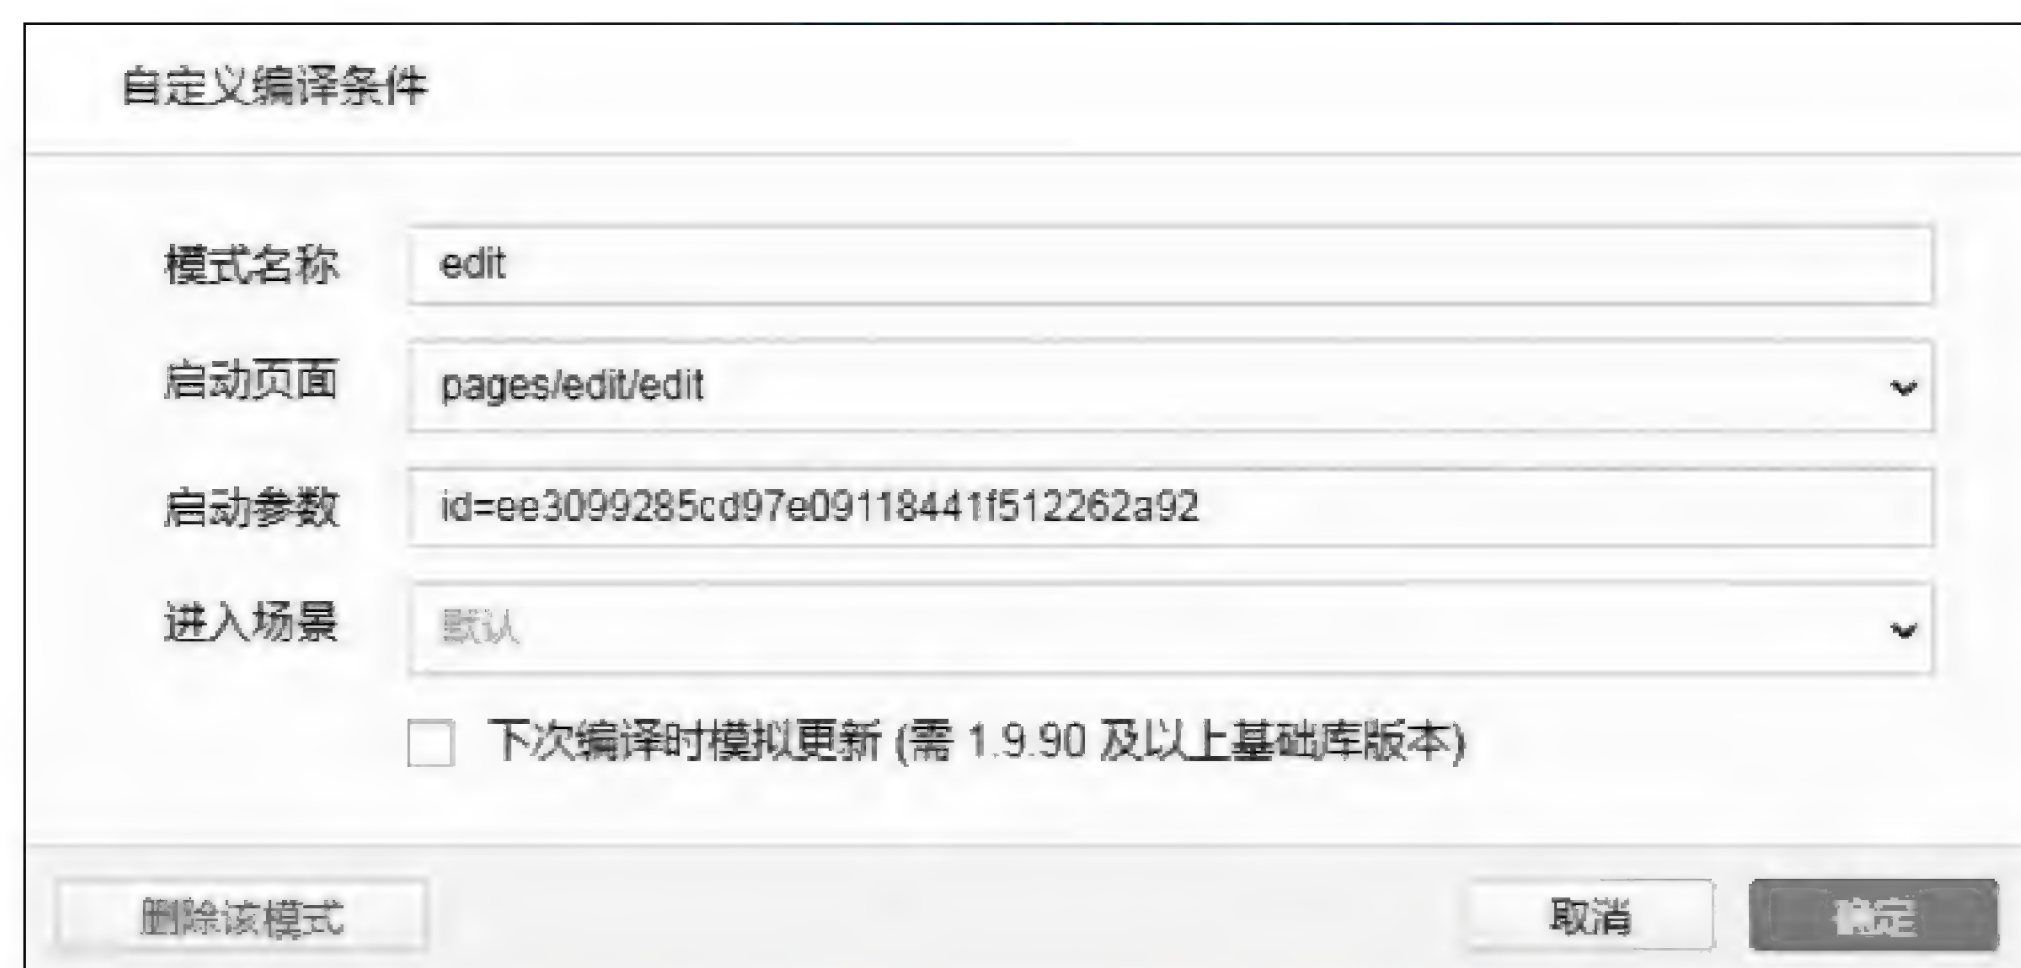 自定义编译条件
模式名称 edit
启动页面 pages/edit/edit
启动参数 id=ee3099285cd97e09118441f512262a92
进入场景 默认
下次编译时模拟更新 (需 1.9.90 及以上基础库版本)
删除该模式 取消 确定